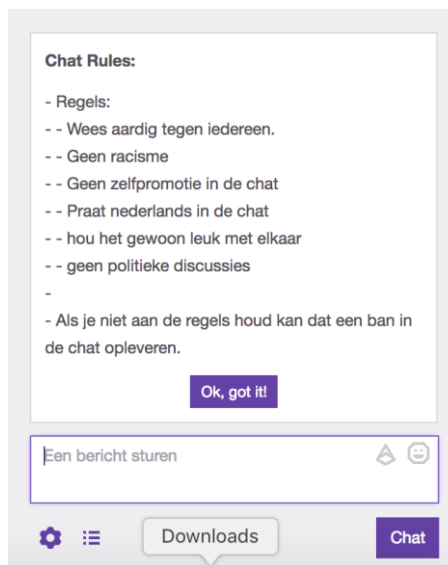 Chat Rules:
- Regels:
- - Wees aardig tegen iedereen.
- - Geen racisme
- - Geen zelfpromotie in de chat
- - Praat nederlands in de chat
- - hou het gewoon leuk met elkaar
- - geen politieke discussies
-
- Als je niet aan de regels houd kan dat een ban in
de chat opleveren.
Ok, got it!
Een bericht sturen
Downloads
Chat